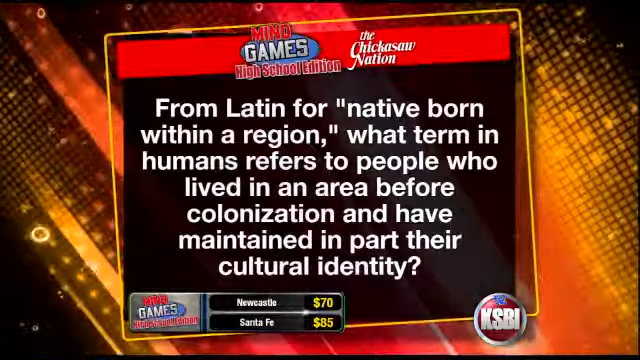 MIND
GAMES
High School Edition
the
Chickasaw
Nation
From Latin for "native born
within a region," what term in
humans refers to people who
lived in an area before
colonization and have
maintained in part their
cultural identity?
MIND
GAMES
High School Edition
Newcastle $70
Santa Fe $85
52
KSBI